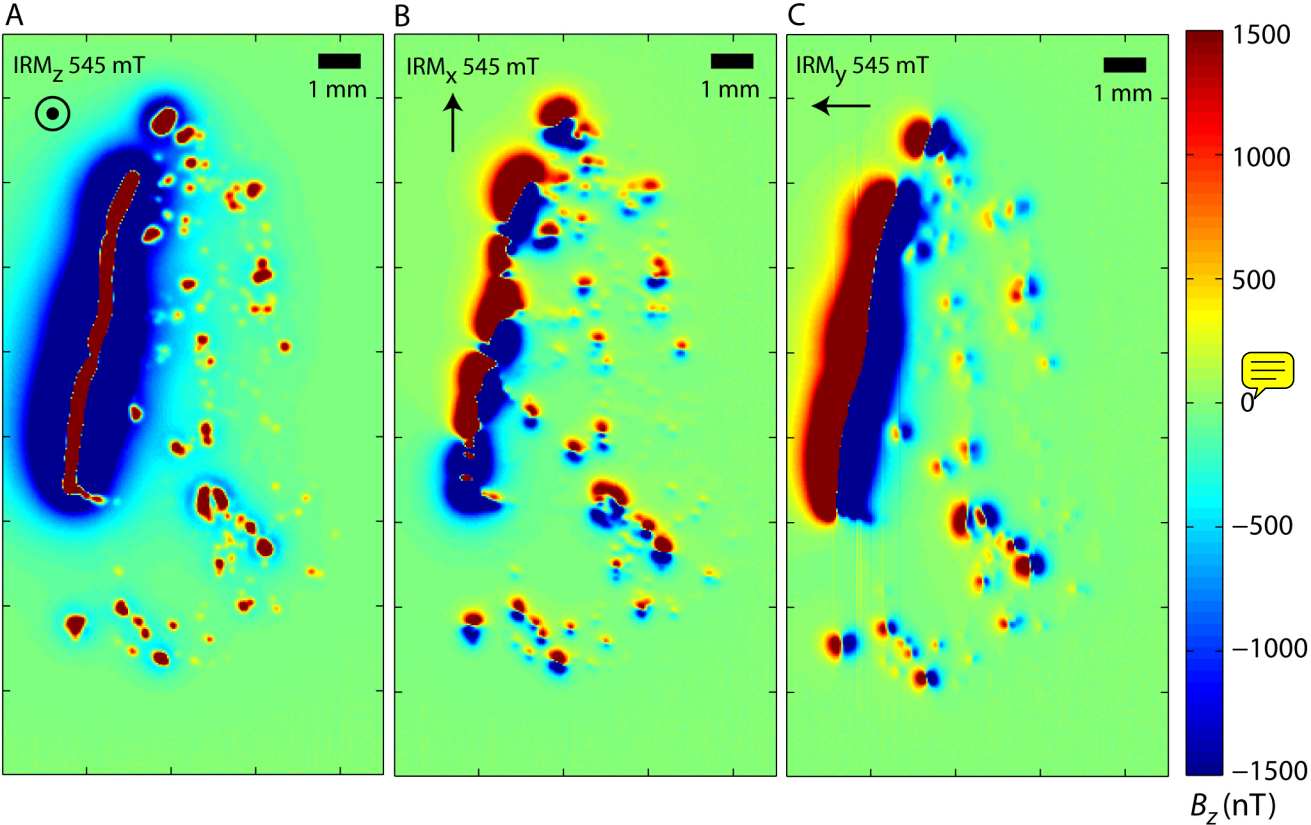 A
B
C
IRMz 545 mT
1 mm
IRMx 545 mT
1 mm
IRMy 545 mT
1 mm
1500
1000
500
0
−500
−1000
−1500
Bz (nT)